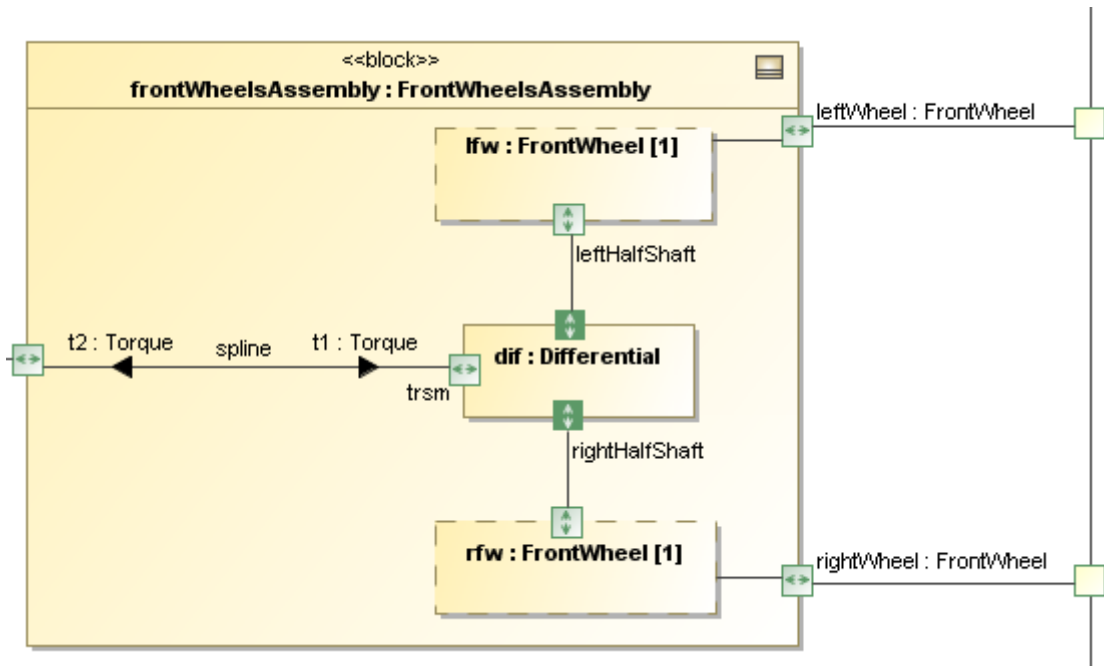 <<block>>
frontWheelsAssembly : FrontWheelsAssembly
leftWheel : FrontWheel
lfw : FrontWheel [1]
leftHalfShaft
t2 : Torque
spline
t1 : Torque
dif : Differential
trsm
rightHalfShaft
rfw : FrontWheel [1]
rightWheel : FrontWheel